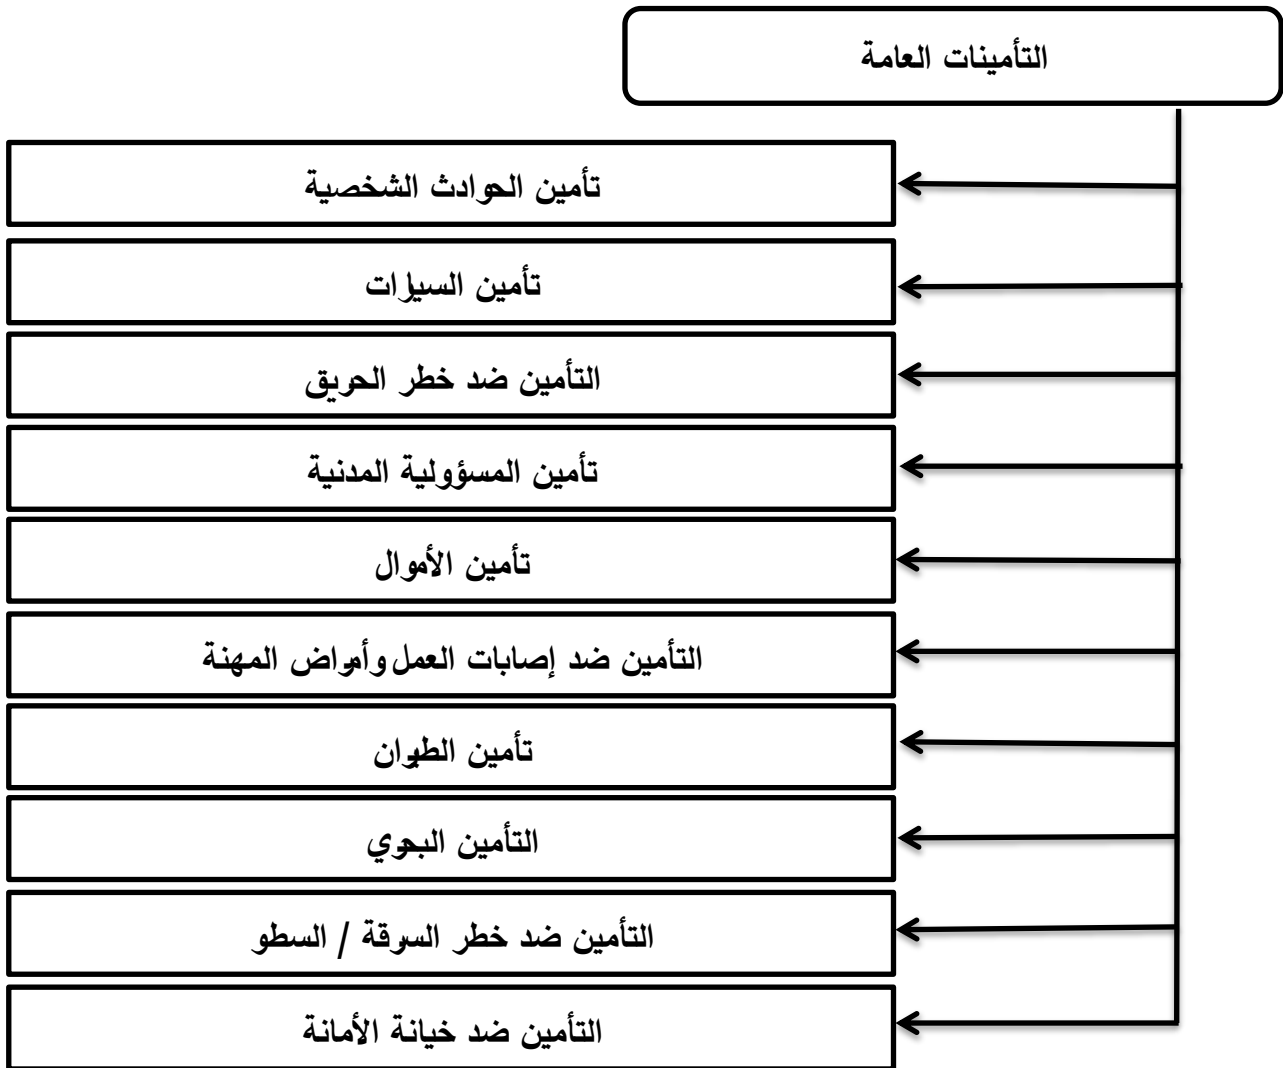 التأمينات العامة
تأمين الحوادث الشخصية
تأمين السيارات
التأمين ضد خطر الحريق
تأمين المسؤولية المدنية
تأمين الأموال
التأمين ضد إصابات العمل وأمراض المهنة
تأمين الطيران
التأمين البحري
التأمين ضد خطر السرقة / السطو
التأمين ضد خيانة الأمانة